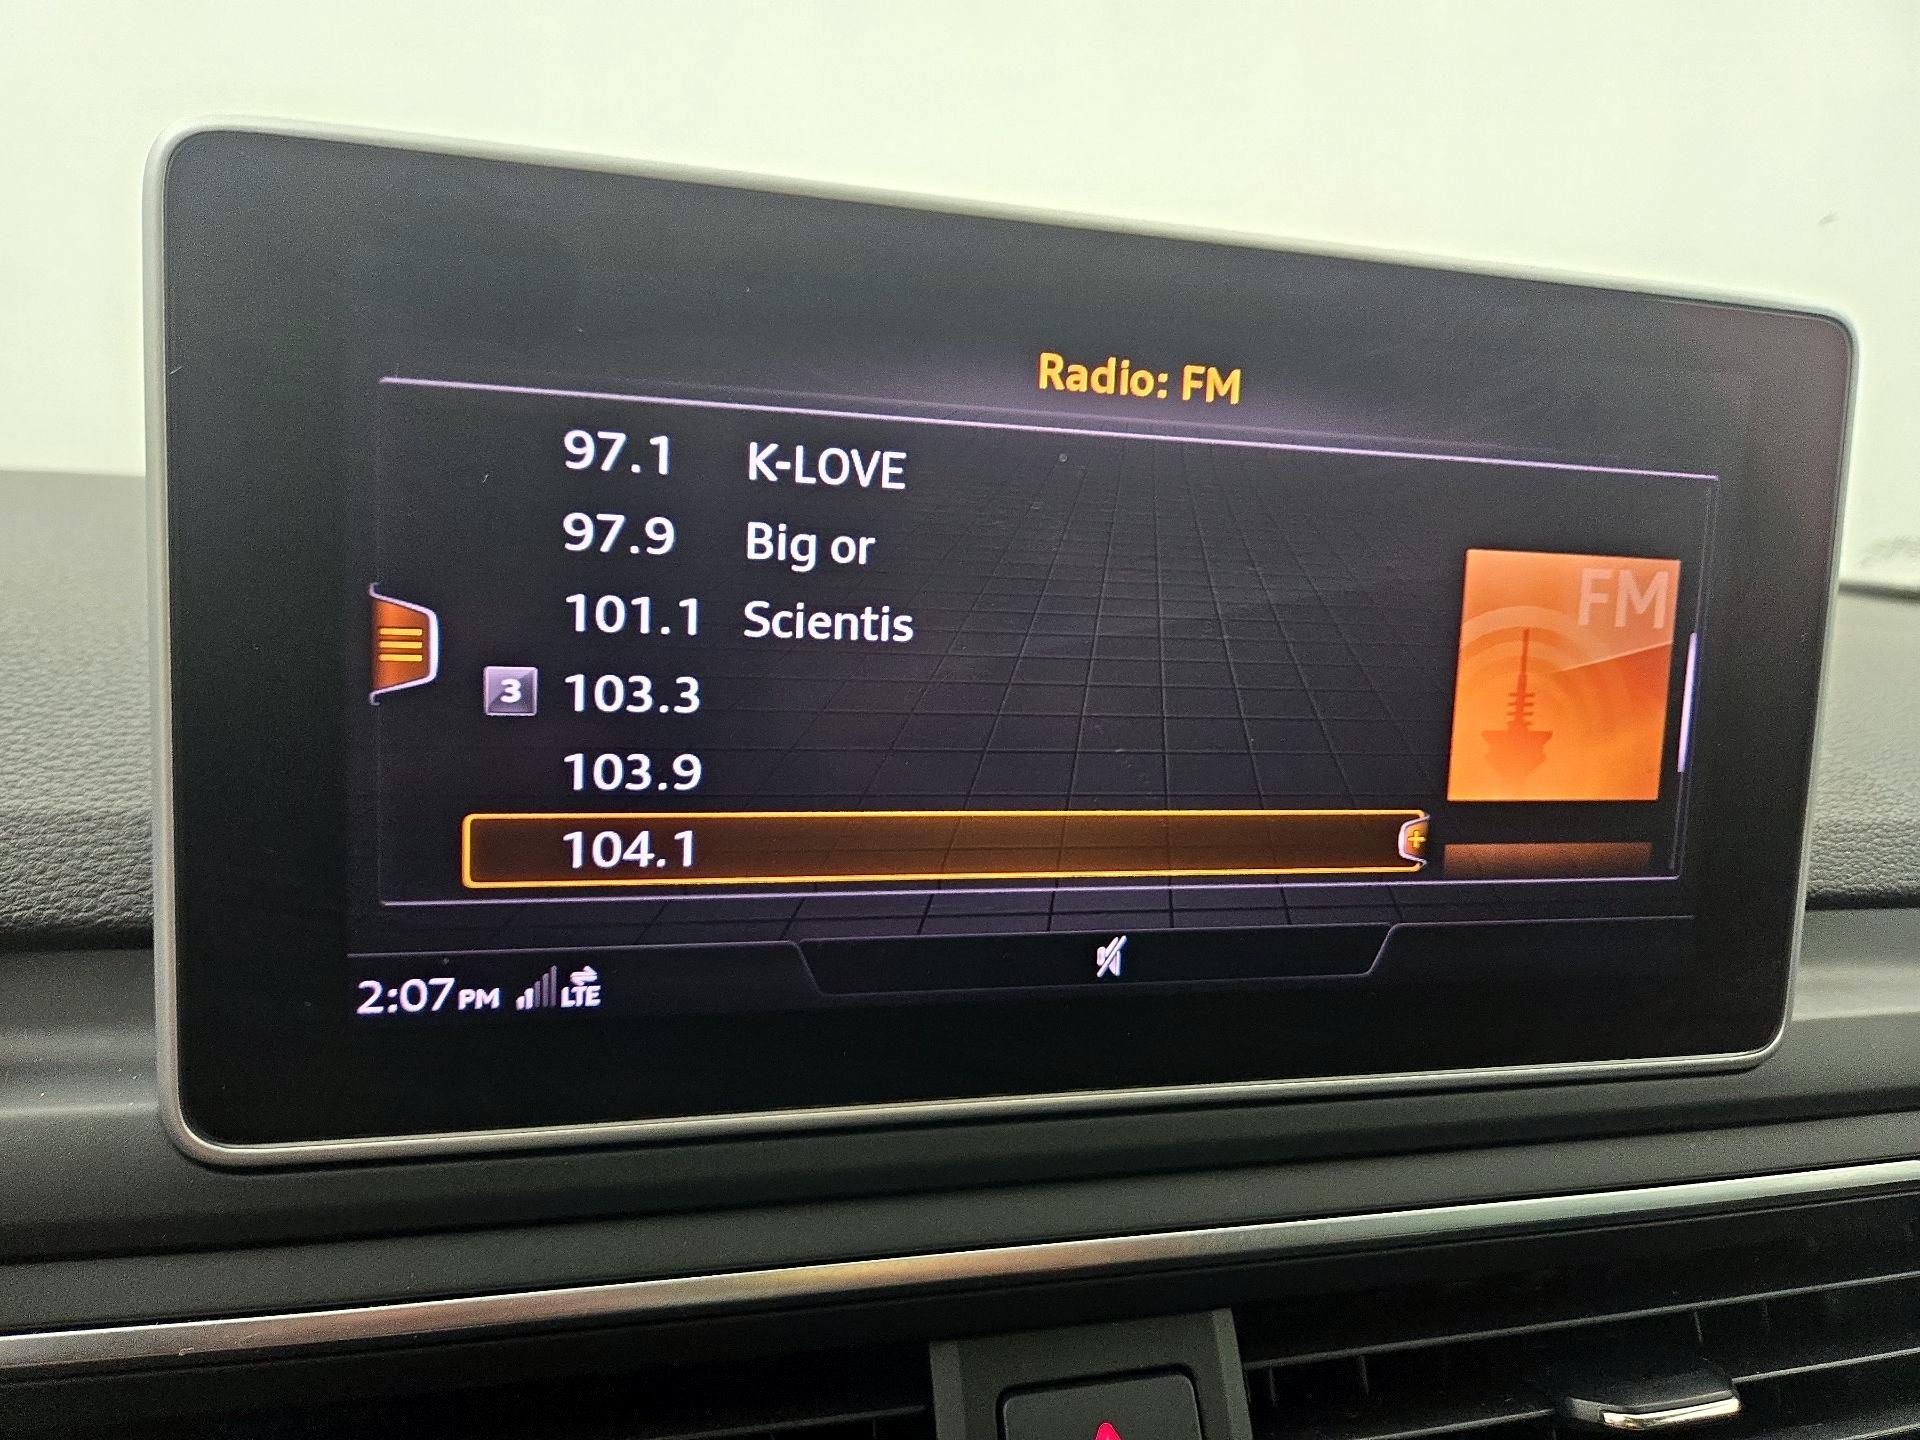 Radio: FM
97.1 K-LOVE
97.9 Big or
101.1 Scientis
3 103.3
103.9
104.1
FM
2:07 PM LTE